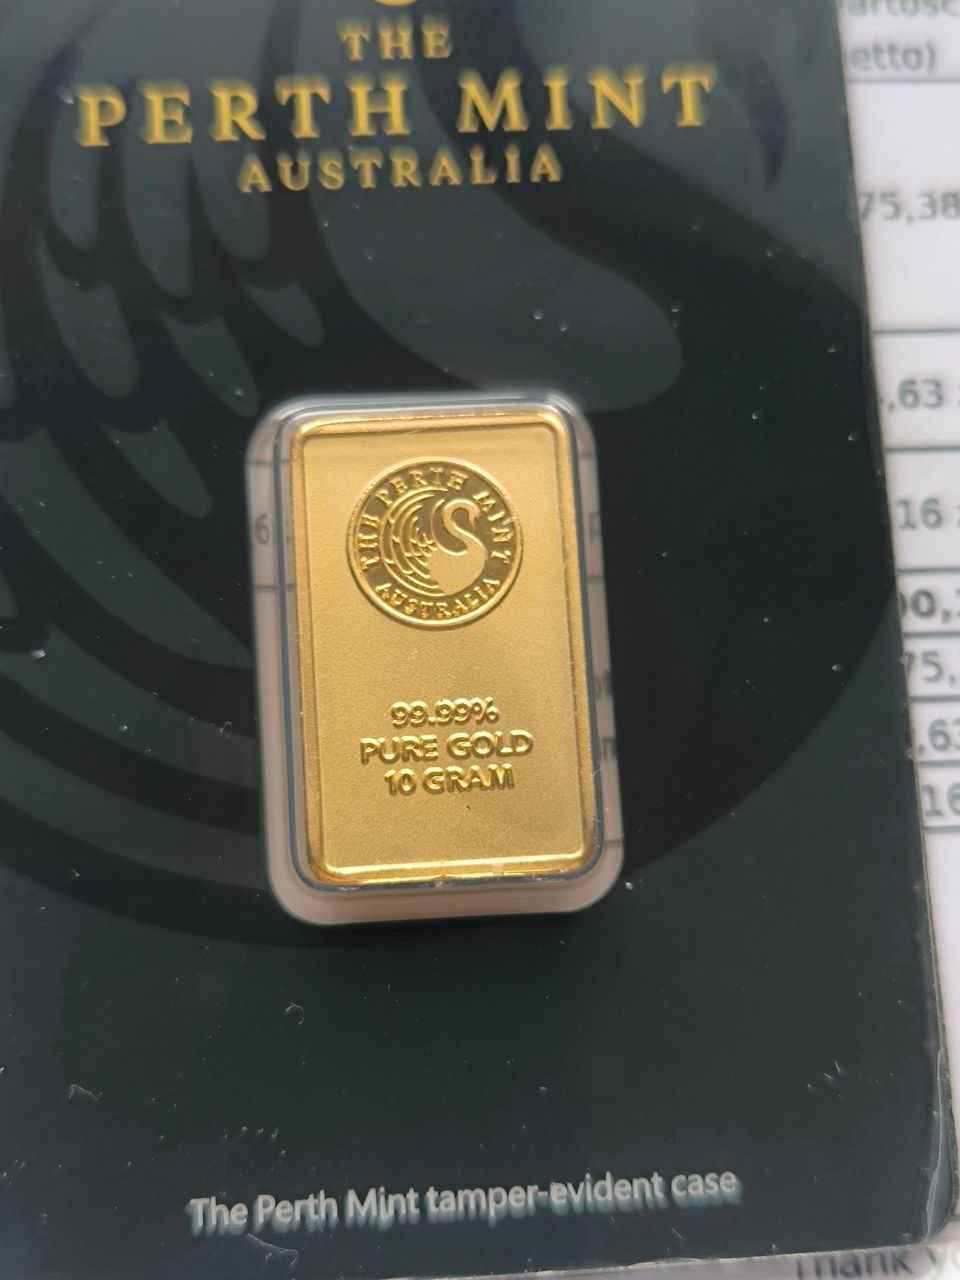 THE
PERTH MINT
AUSTRALIA
etto)
75,38
,63
16
THE PERTH MINT
AUSTRALIA
99.99%
PURE GOLD
10 GRAM
75,
,63
16
The Perth Mint tamper-evident case
Thank